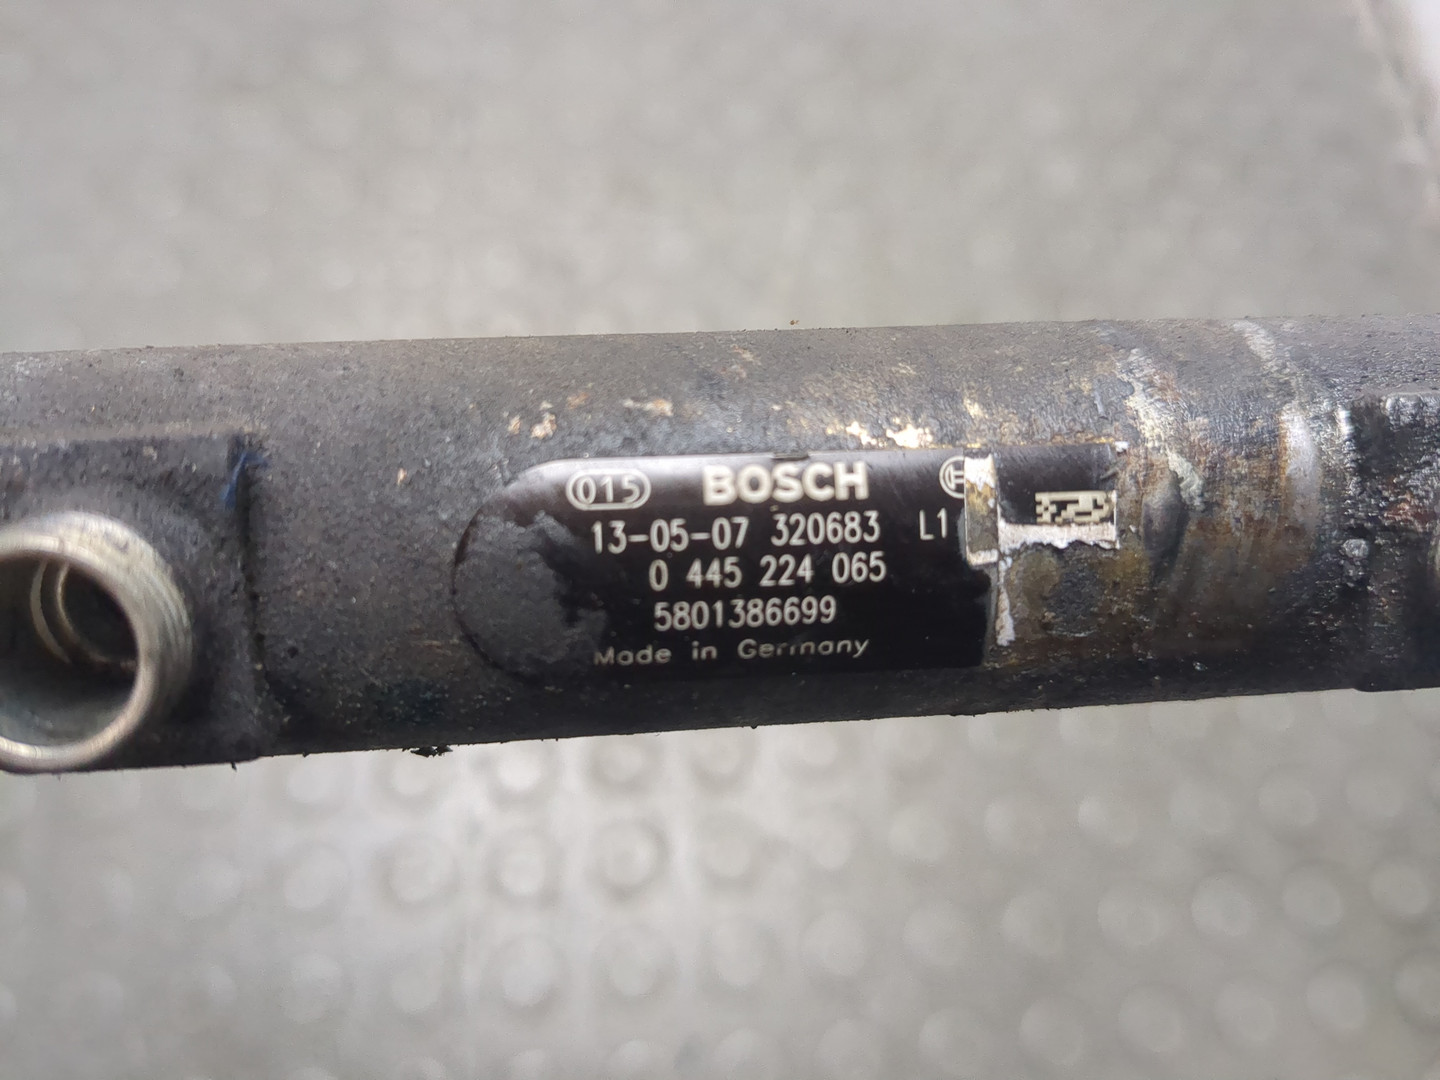 015 BOSCH
13-05-07 320683 L1
0 445 224 065
5801386699
Made in Germany